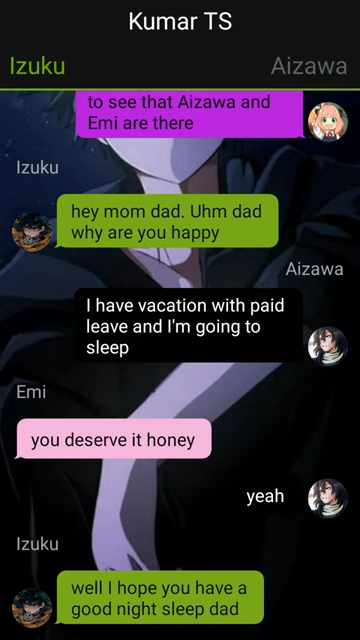 Kumar TS
Izuku
Aizawa
to see that Aizawa and
Emi are there
Izuku
hey mom dad. Uhm dad
why are you happy
Aizawa
I have vacation with paid
leave and I'm going to
sleep
Emi
you deserve it honey
yeah
Izuku
well I hope you have a
good night sleep dad